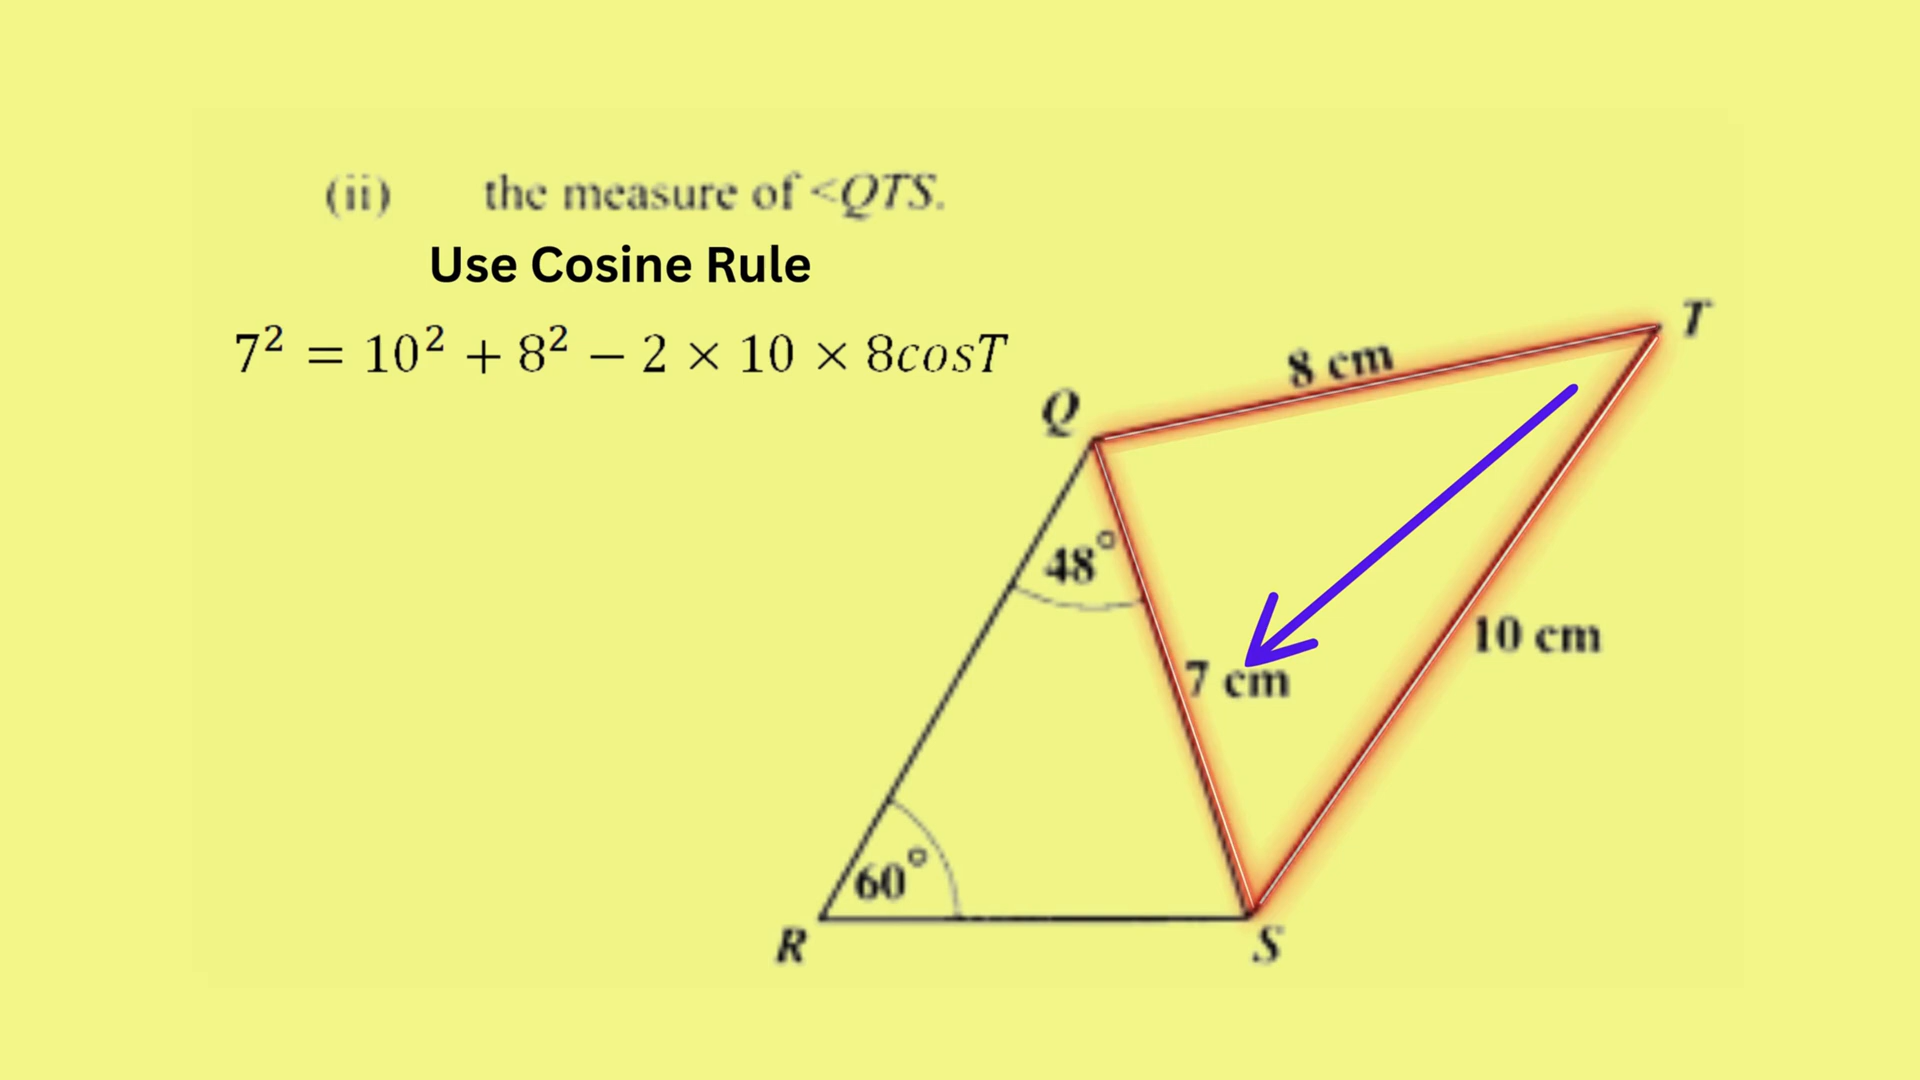 (ii) the measure of <QTS.
Use Cosine Rule
7² = 10² + 8² − 2 × 10 × 8cosT
T
8 cm
Q
48°
10 cm
7 cm
60°
R
S